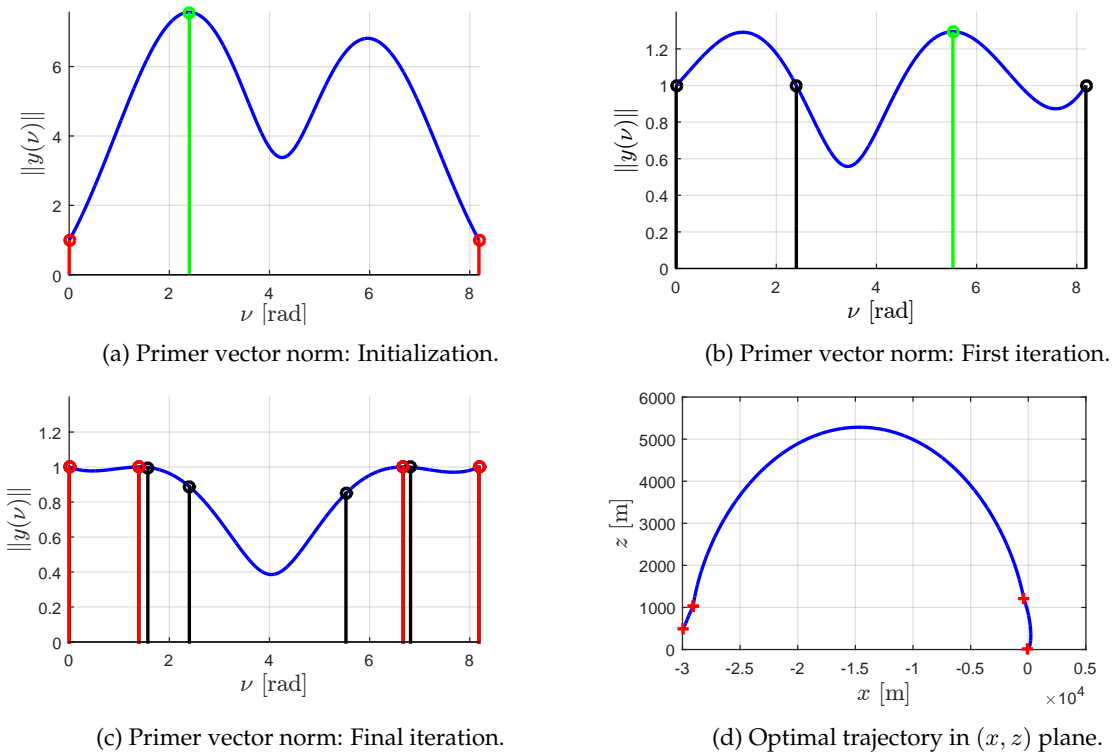 6
4
2
0
0 2 4 6 8
||y(ν)||
ν [rad]
(a) Primer vector norm: Initialization.
1.2
1
0.8
0.6
0.4
0.2
0
0 2 4 6 8
||y(ν)||
ν [rad]
(b) Primer vector norm: First iteration.
1.2
1
0.8
0.6
0.4
0.2
0
0 2 4 6 8
||y(ν)||
ν [rad]
(c) Primer vector norm: Final iteration.
6000
5000
4000
3000
2000
1000
0
-3 -2.5 -2 -1.5 -1 -0.5 0 0.5
z [m]
x [m]
×10⁴
(d) Optimal trajectory in (x, z) plane.